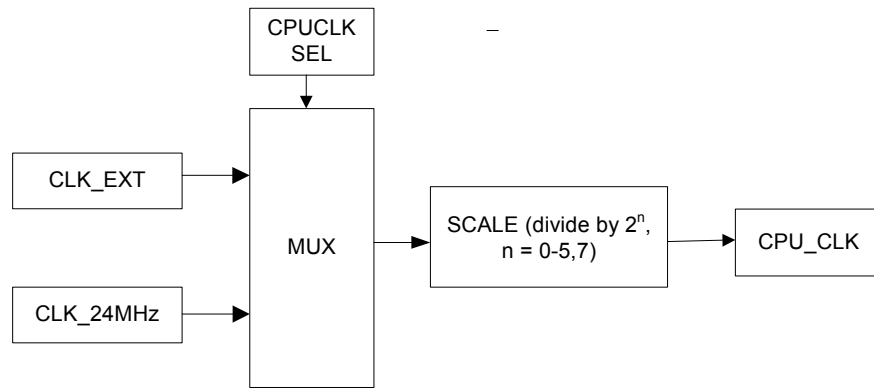 CPUCLK
SEL
–
CLK_EXT
MUX
SCALE (divide by 2ⁿ,
n = 0-5,7)
CPU_CLK
CLK_24MHz